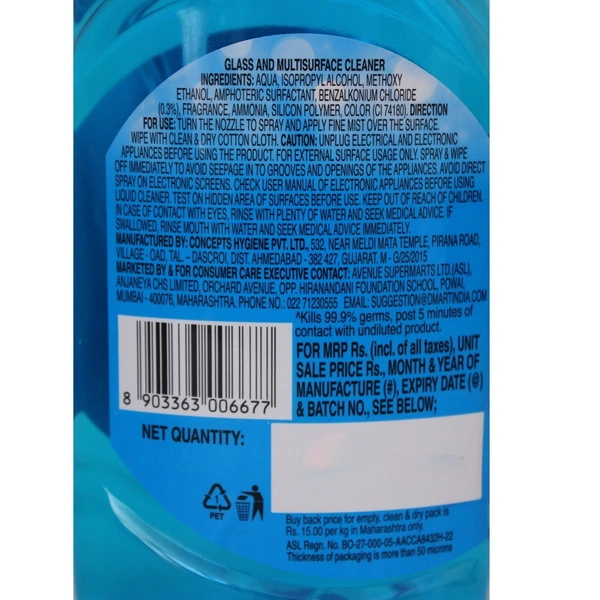 GLASS AND MULTISURFACE CLEANER
INGREDIENTS: AQUA, ISOPROPYL ALCOHOL, METHOXY
ETHANOL, AMPHOTERIC SURFACTANT, BENZALKONIUM CHLORIDE
(0.3%), FRAGRANCE, AMMONIA, SILICON POLYMER, COLOR (CI 74180). DIRECTION
FOR USE: TURN THE NOZZLE TO SPRAY AND APPLY FINE MIST OVER THE SURFACE.
WIPE WITH CLEAN & DRY COTTON CLOTH. CAUTION: UNPLUG ELECTRICAL AND ELECTRONIC
APPLIANCES BEFORE USING THE PRODUCT. FOR EXTERNAL SURFACE USAGE ONLY. SPRAY & WIPE
OFF IMMEDIATELY TO AVOID SEEPAGE IN TO GROOVES AND OPENINGS OF THE APPLIANCES. AVOID DIRECT
SPRAY ON ELECTRONIC SCREENS. CHECK USER MANUAL OF ELECTRONIC APPLIANCES BEFORE USING
LIQUID CLEANER. TEST ON HIDDEN AREA OF SURFACES BEFORE USE. KEEP OUT OF REACH OF CHILDREN.
IN CASE OF CONTACT WITH EYES, RINSE WITH PLENTY OF WATER AND SEEK MEDICAL ADVICE. IF
SWALLOWED, RINSE MOUTH WITH WATER AND SEEK MEDICAL ADVICE IMMEDIATELY.
MANUFACTURED BY: CONCEPTS HYGIENE PVT. LTD., 532, NEAR MELDI MATA TEMPLE, PIRANA ROAD,
VILLAGE - OAD, TAL. – DASCROI, DIST. AHMEDABAD - 382 427, GUJARAT. M - G/25/2015
MARKETED BY & FOR CONSUMER CARE EXECUTIVE CONTACT: AVENUE SUPERMARTS LTD.(ASL),
ANJANEYA CHS LIMITED, ORCHARD AVENUE, OPP. HIRANANDANI FOUNDATION SCHOOL, POWAI,
MUMBAI - 400076, MAHARASHTRA. PHONE NO.: 022 71230555 EMAIL: SUGGESTION@DMARTINDIA.COM
^Kills 99.9% germs, post 5 minutes of
contact with undiluted product.
FOR MRP Rs. (incl. of all taxes), UNIT
SALE PRICE Rs., MONTH & YEAR OF
MANUFACTURE (#), EXPIRY DATE (@)
& BATCH NO., SEE BELOW;
8 903363 006677
NET QUANTITY:
1
PET
Buy back price for empty, clean & dry pack is
Rs. 15.00 per kg in Maharashtra only.
ASL Regn. No. BO-27-000-05-AACCA8432H-22
Thickness of packaging is more than 50 microns